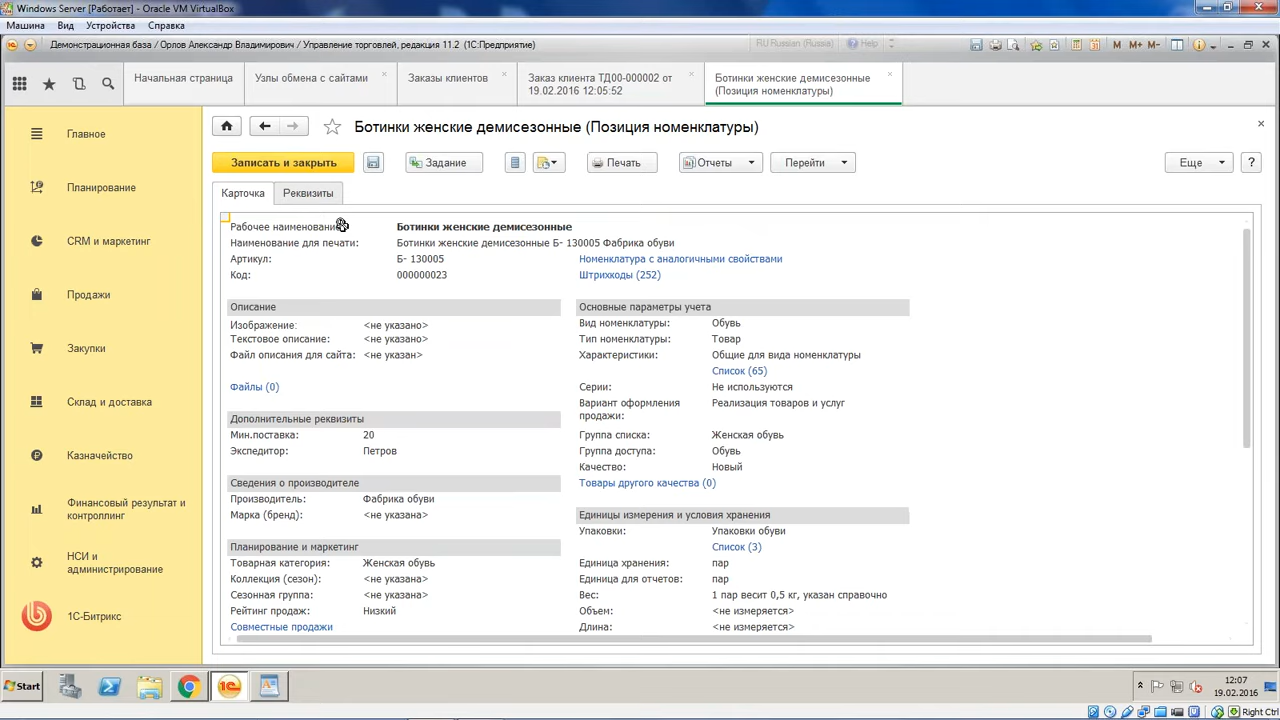 Windows Server [Работает] - Oracle VM VirtualBox
Машина Вид Устройства Справка
Демонстрационная база / Орлов Александр Владимирович / Управление торговлей, редакция 11.2 (1С:Предприятие)
RU Russian (Russia) Help
M M+ M-
Начальная страница
Узлы обмена с сайтами
Заказы клиентов
Заказ клиента ТД00-000002 от
19.02.2016 12:05:52
Ботинки женские демисезонные
(Позиция номенклатуры)
Главное
Планирование
CRM и маркетинг
Продажи
Закупки
Склад и доставка
Казначейство
Финансовый результат и
контроллинг
НСИ и
администрирование
1С-Битрикс
Ботинки женские демисезонные (Позиция номенклатуры)
Записать и закрыть Задание Печать Отчеты Перейти Еще ?
Карточка Реквизиты
Рабочее наименование Ботинки женские демисезонные
Наименование для печати: Ботинки женские демисезонные Б- 130005 Фабрика обуви
Артикул: Б- 130005 Номенклатура с аналогичными свойствами
Код: 000000023 Штрихкоды (252)
Описание
Изображение: <не указано>
Текстовое описание: <не указано>
Файл описания для сайта: <не указан>
Файлы (0)
Дополнительные реквизиты
Мин.поставка: 20
Экспедитор: Петров
Сведения о производителе
Производитель: Фабрика обуви
Марка (бренд): <не указана>
Планирование и маркетинг
Товарная категория: Женская обувь
Коллекция (сезон): <не указана>
Сезонная группа: <не указана>
Рейтинг продаж: Низкий
Совместные продажи
Основные параметры учета
Вид номенклатуры: Обувь
Тип номенклатуры: Товар
Характеристики: Общие для вида номенклатуры
Список (65)
Серии: Не используются
Вариант оформления Реализация товаров и услуг
продажи:
Группа списка: Женская обувь
Группа доступа: Обувь
Качество: Новый
Товары другого качества (0)
Единицы измерения и условия хранения
Упаковки: Упаковки обуви
Список (3)
Единица хранения: пар
Единица для отчетов: пар
Вес: 1 пар весит 0,5 кг, указан справочно
Объем: <не измеряется>
Длина: <не измеряется>
Start
12:07
19.02.2016
Right Ctrl